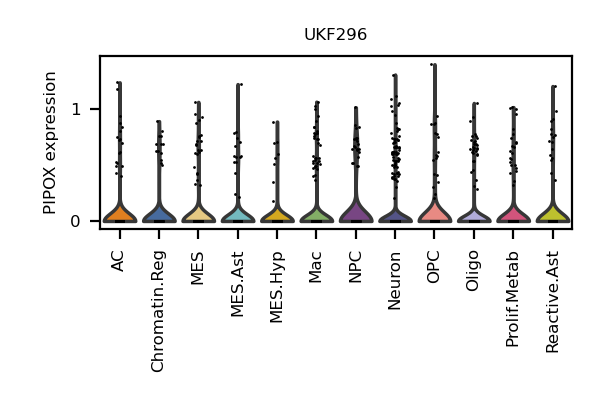 UKF296
PIPOX expression
1
0
AC
Chromatin.Reg
MES
MES.Ast
MES.Hyp
Mac
NPC
Neuron
OPC
Oligo
Prolif.Metab
Reactive.Ast